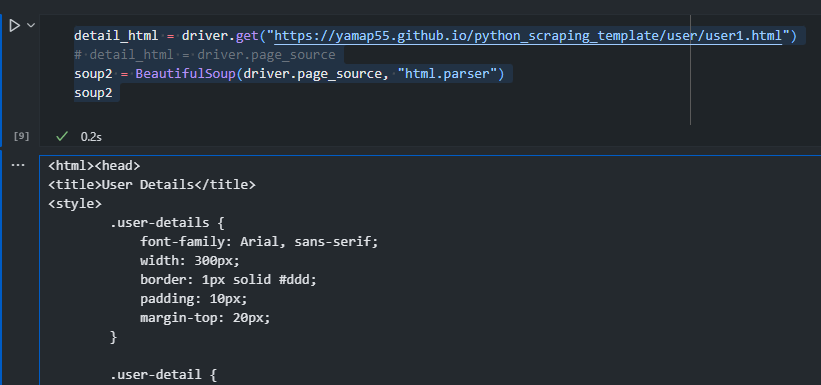 detail_html = driver.get("https://yamap55.github.io/python_scraping_template/user/user1.html")
# detail_html = driver.page_source
soup2 = BeautifulSoup(driver.page_source, "html.parser")
soup2
[9]
0.2s
...
<html><head>
<title>User Details</title>
<style>
        .user-details {
            font-family: Arial, sans-serif;
            width: 300px;
            border: 1px solid #ddd;
            padding: 10px;
            margin-top: 20px;
        }

        .user-detail {